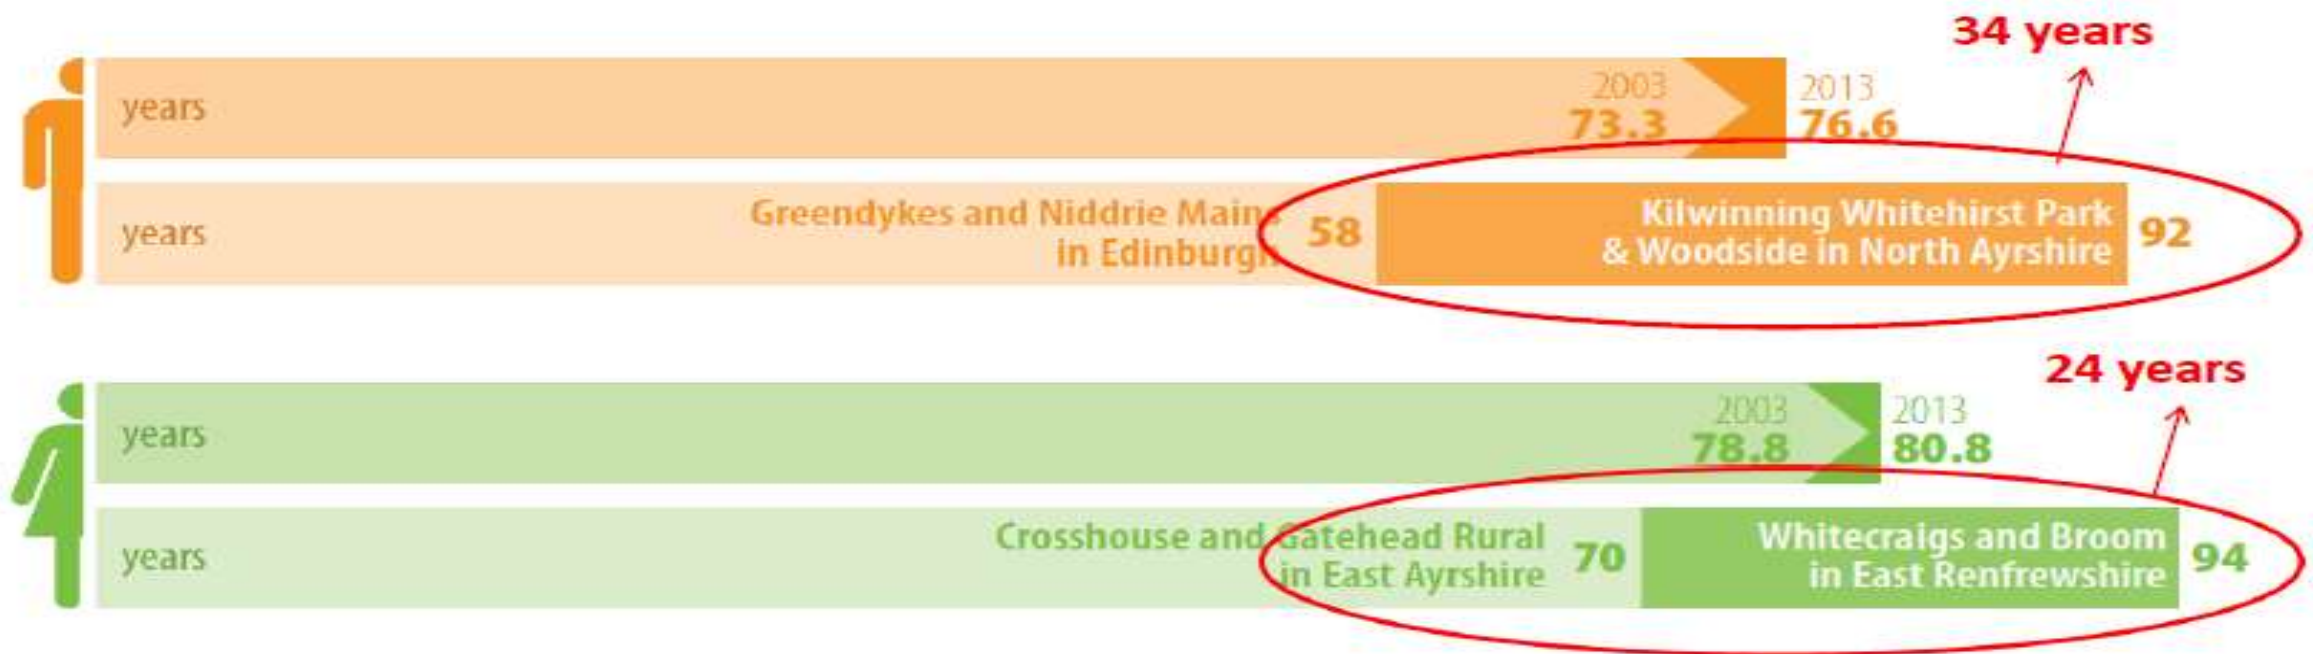 34 years
years
2003
73.3
2013
76.6
years
Greendykes and Niddrie Mains
in Edinburgh
58
Kilwinning Whitehirst Park
& Woodside in North Ayrshire
92
24 years
years
2003
78.8
2013
80.8
years
Crosshouse and Gatehead Rural
in East Ayrshire
70
Whitecraigs and Broom
in East Renfrewshire
94